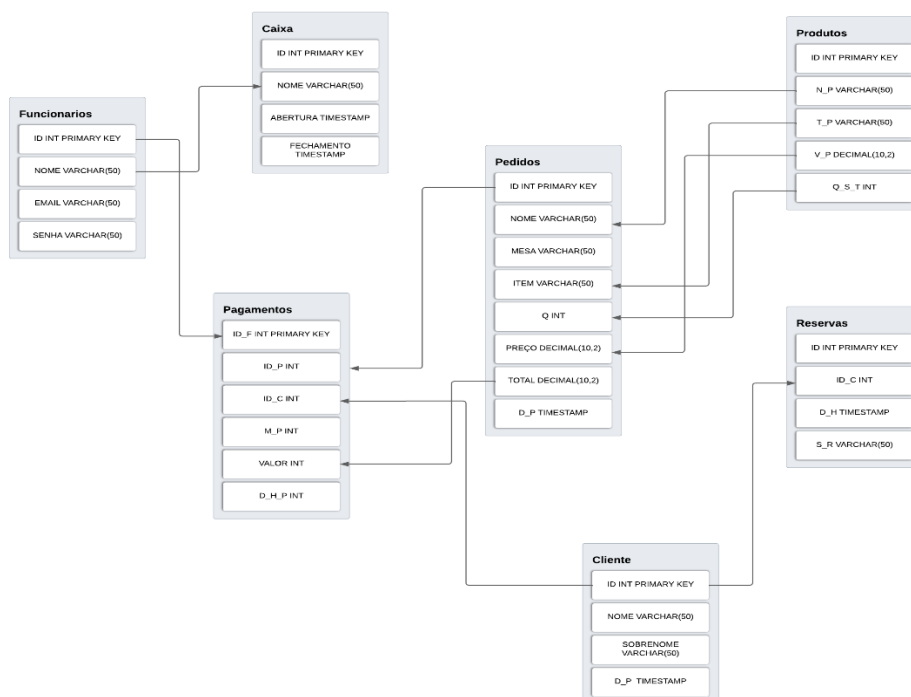 Caixa
ID INT PRIMARY KEY
NOME VARCHAR(50)
ABERTURA TIMESTAMP
FECHAMENTO
TIMESTAMP
Produtos
ID INT PRIMARY KEY
N_P VARCHAR(50)
T_P VARCHAR(50)
V_P DECIMAL(10,2)
Q_S_T INT
Funcionarios
ID INT PRIMARY KEY
NOME VARCHAR(50)
EMAIL VARCHAR(50)
SENHA VARCHAR(50)
Pedidos
ID INT PRIMARY KEY
NOME VARCHAR(50)
MESA VARCHAR(50)
ITEM VARCHAR(50)
Q INT
PREÇO DECIMAL(10,2)
TOTAL DECIMAL(10,2)
D_P TIMESTAMP
Pagamentos
ID_F INT PRIMARY KEY
ID_P INT
ID_C INT
M_P INT
VALOR INT
D_H_P INT
Reservas
ID INT PRIMARY KEY
ID_C INT
D_H TIMESTAMP
S_R VARCHAR(50)
Cliente
ID INT PRIMARY KEY
NOME VARCHAR(50)
SOBRENOME
VARCHAR(50)
D_P TIMESTAMP